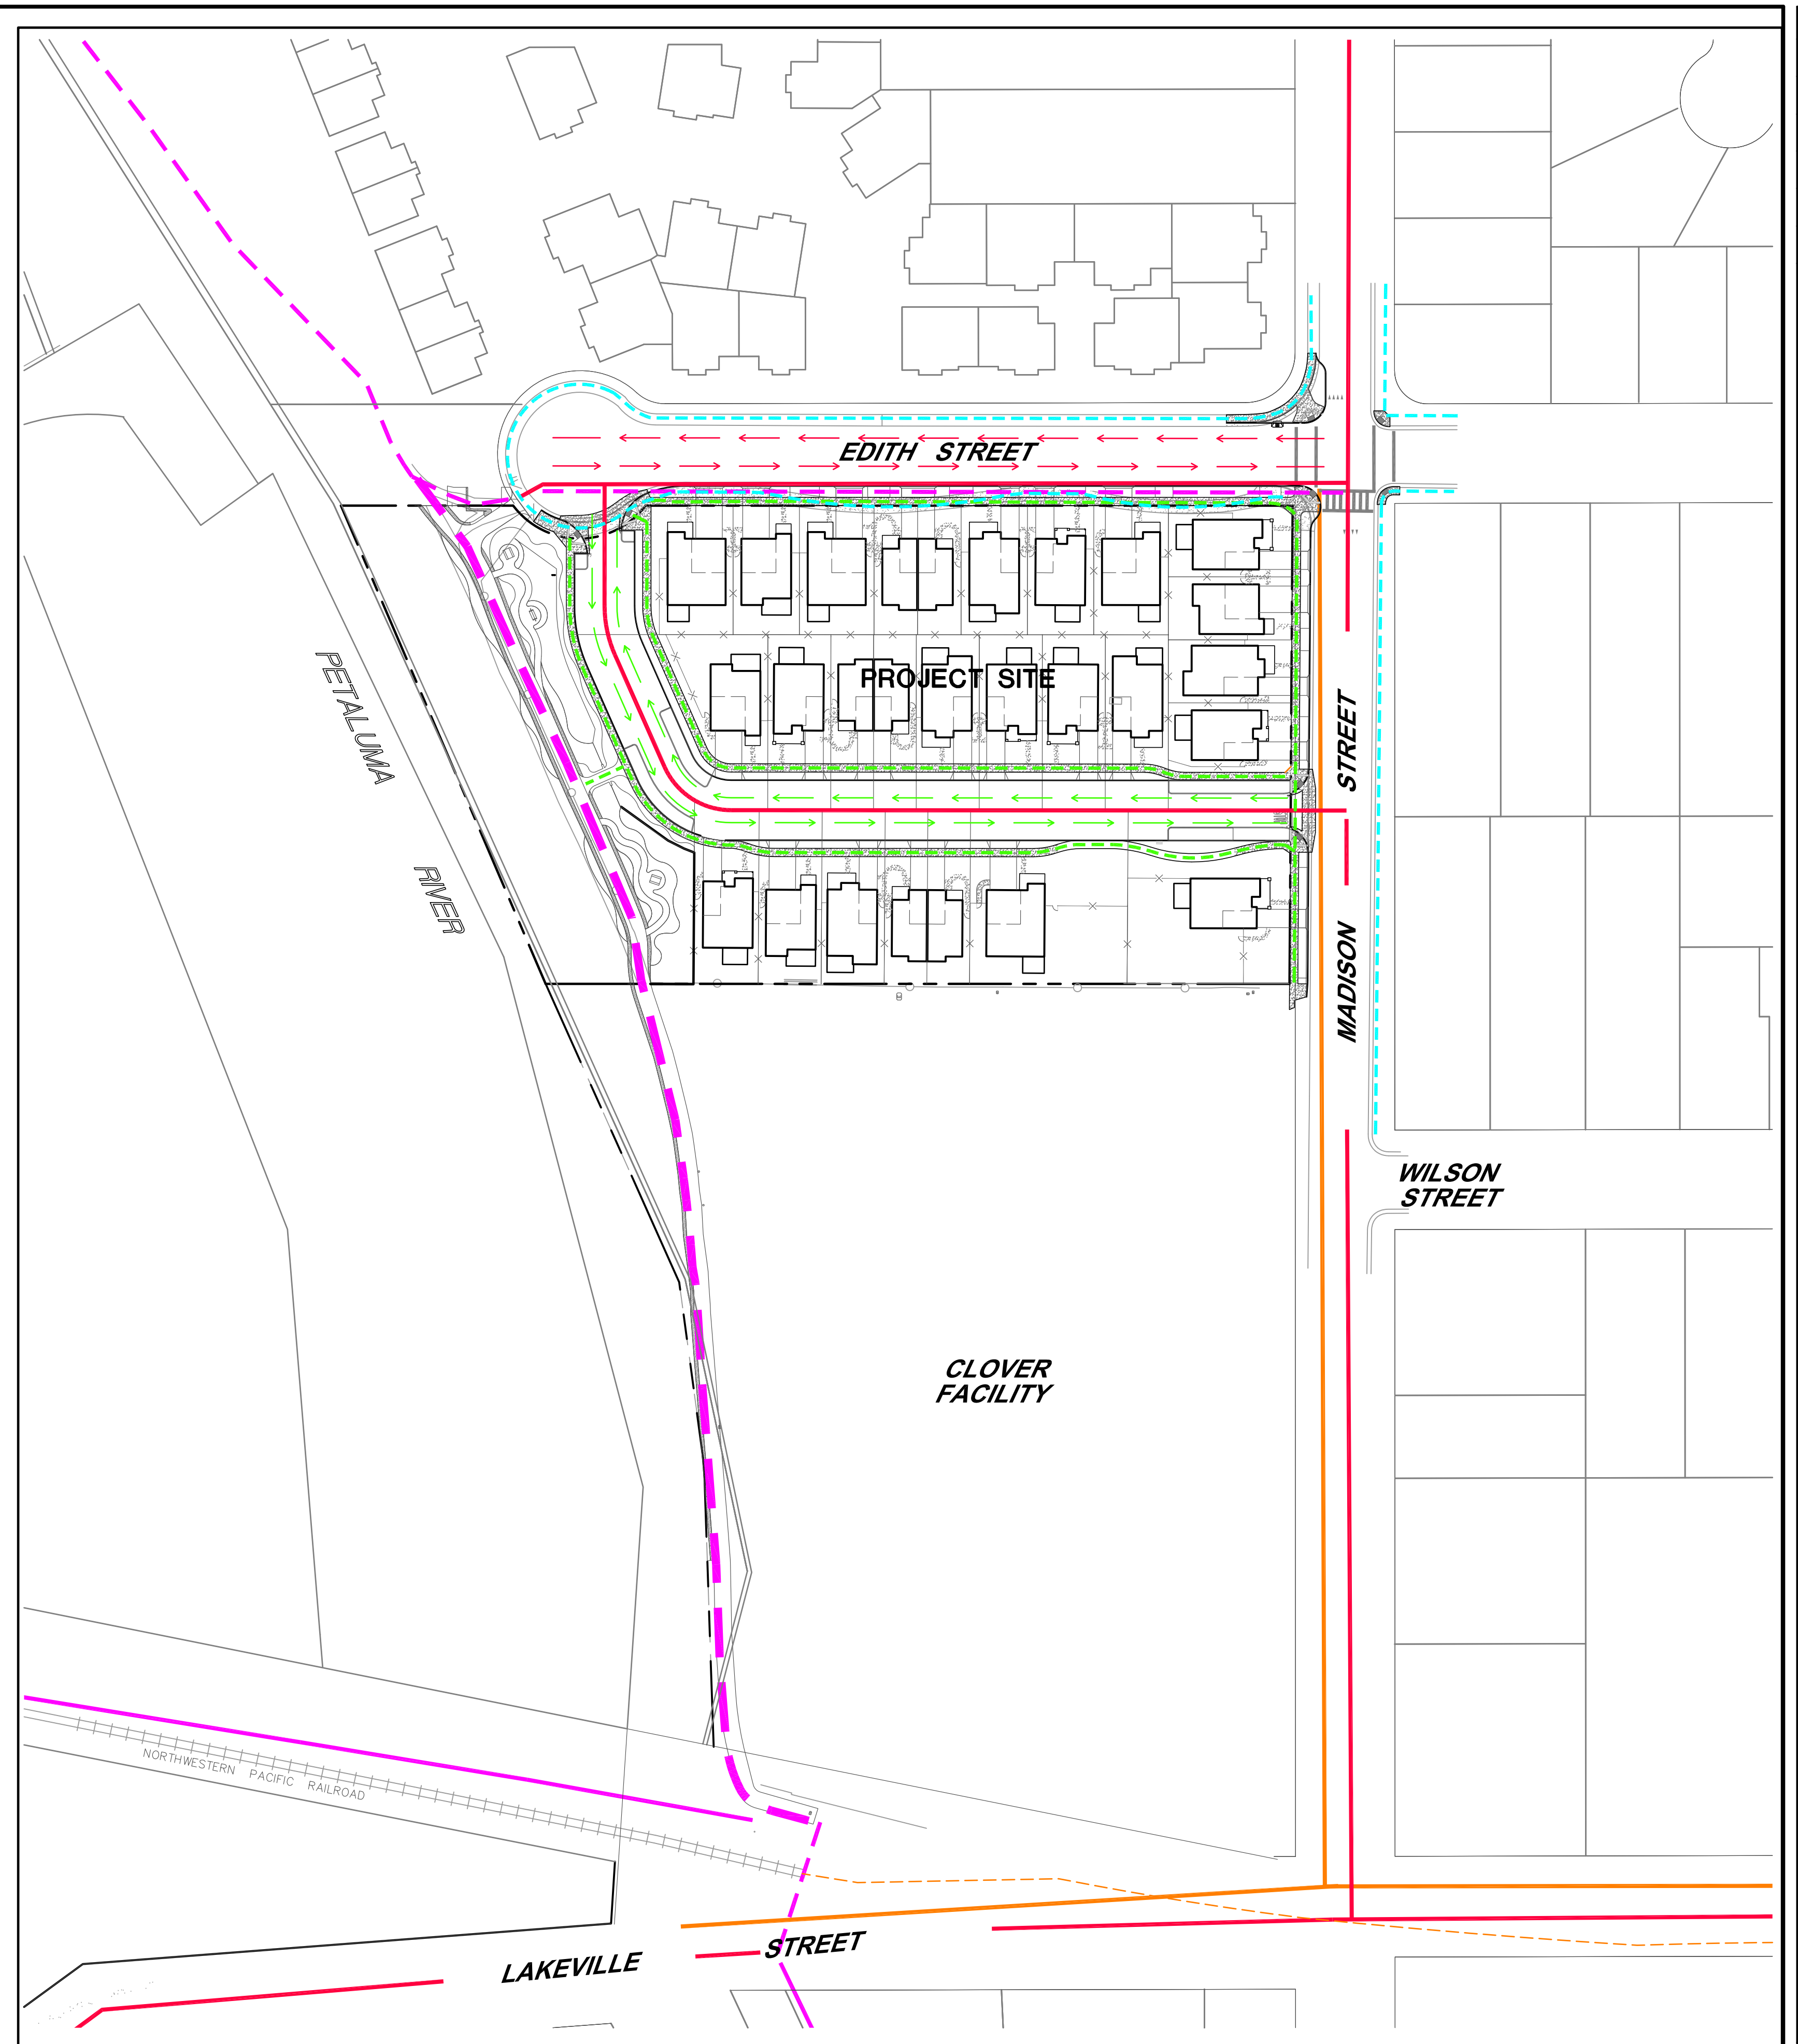 EDITH STREET
PROJECT SITE
PETALUMA
RIVER
STREET
MADISON
WILSON
STREET
CLOVER
FACILITY
NORTHWESTERN PACIFIC RAILROAD
LAKEVILLE STREET